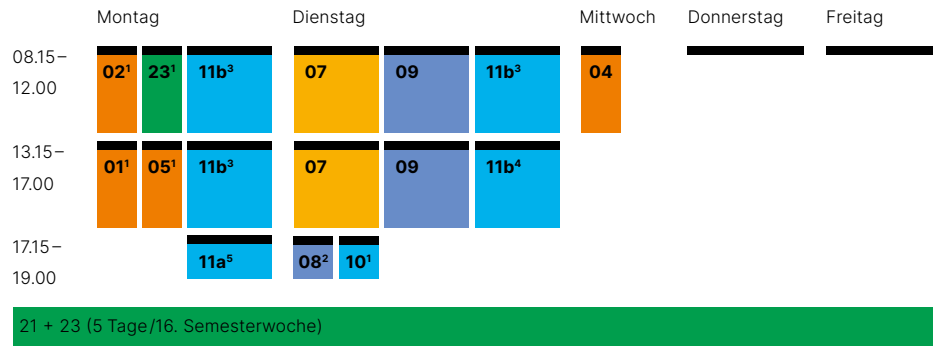 Montag Dienstag Mittwoch Donnerstag Freitag
08.15–
12.00
02¹ 23¹ 11b³ 07 09 11b³ 04
13.15–
17.00
01¹ 05¹ 11b³ 07 09 11b⁴
17.15–
19.00
11a⁵ 08² 10¹
21 + 23 (5 Tage/16. Semesterwoche)